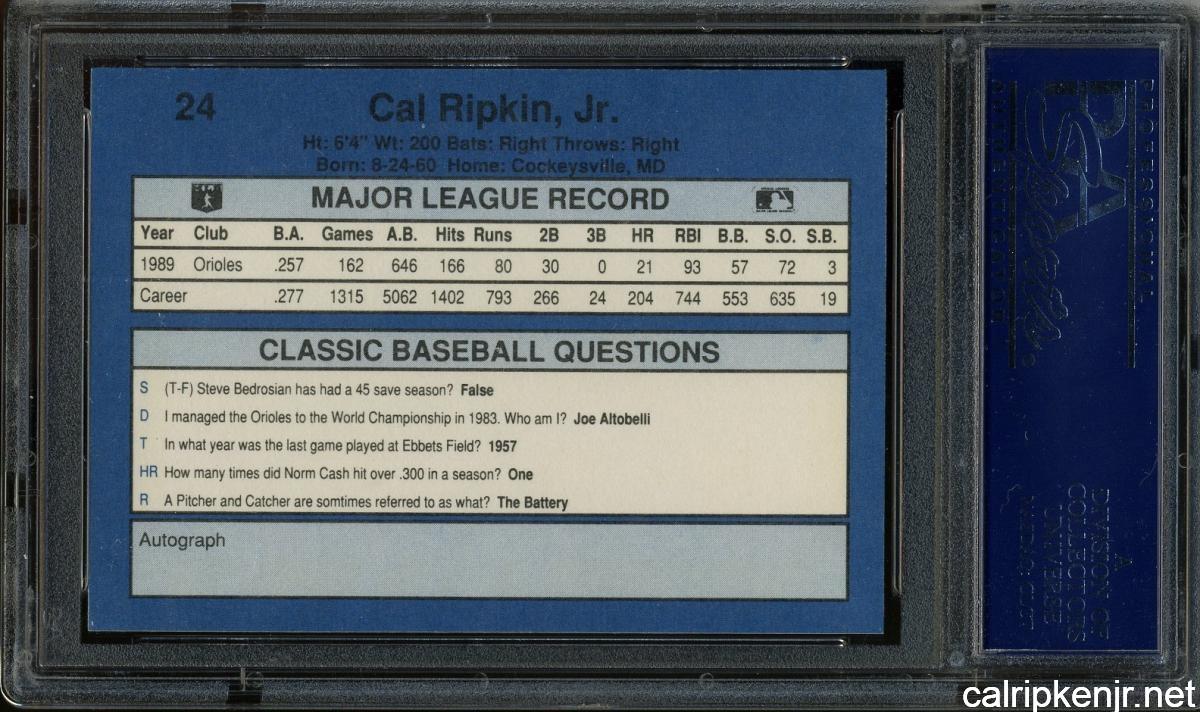 24
Cal Ripkin, Jr.
Ht: 6'4" Wt: 200 Bats: Right Throws: Right
Born: 8-24-60 Home: Cockeysville, MD
MAJOR LEAGUE RECORD
Year Club B.A. Games A.B. Hits Runs 2B 3B HR RBI B.B. S.O. S.B.
1989 Orioles .257 162 646 166 80 30 0 21 93 57 72 3
Career .277 1315 5062 1402 793 266 24 204 744 553 635 19
CLASSIC BASEBALL QUESTIONS
S (T-F) Steve Bedrosian has had a 45 save season? False
D I managed the Orioles to the World Championship in 1983. Who am I? Joe Altobelli
T In what year was the last game played at Ebbets Field? 1957
HR How many times did Norm Cash hit over .300 in a season? One
R A Pitcher and Catcher are somtimes referred to as what? The Battery
Autograph
PSA
PROFESSIONAL
A
DIVISION OF
COLLECTORS
UNIVERSE
calripkenjr.net